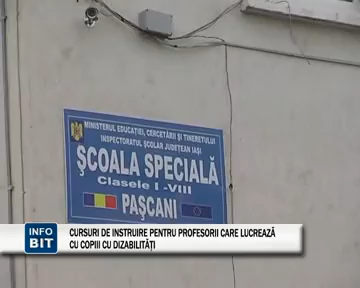 MINISTERUL EDUCAȚIEI, CERCETĂRII ȘI TINERETULUI
INSPECTORATUL ȘCOLAR JUDEȚEAN IAȘI
ȘCOALA SPECIALĂ
Clasele I -VIII
PAȘCANI
INFO
BIT
CURSURI DE INSTRUIRE PENTRU PROFESORII CARE LUCREAZĂ
CU COPIII CU DIZABILITĂȚI